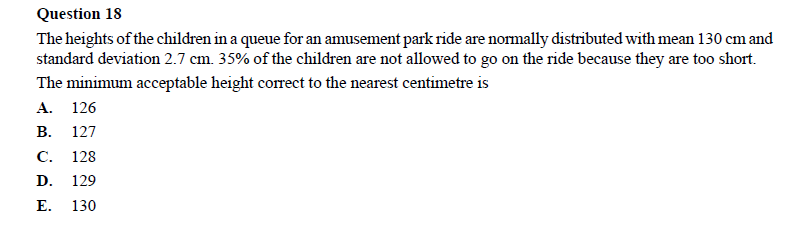 Question 18
The heights of the children in a queue for an amusement park ride are normally distributed with mean 130 cm and
standard deviation 2.7 cm. 35% of the children are not allowed to go on the ride because they are too short.
The minimum acceptable height correct to the nearest centimetre is
A. 126
B. 127
C. 128
D. 129
E. 130